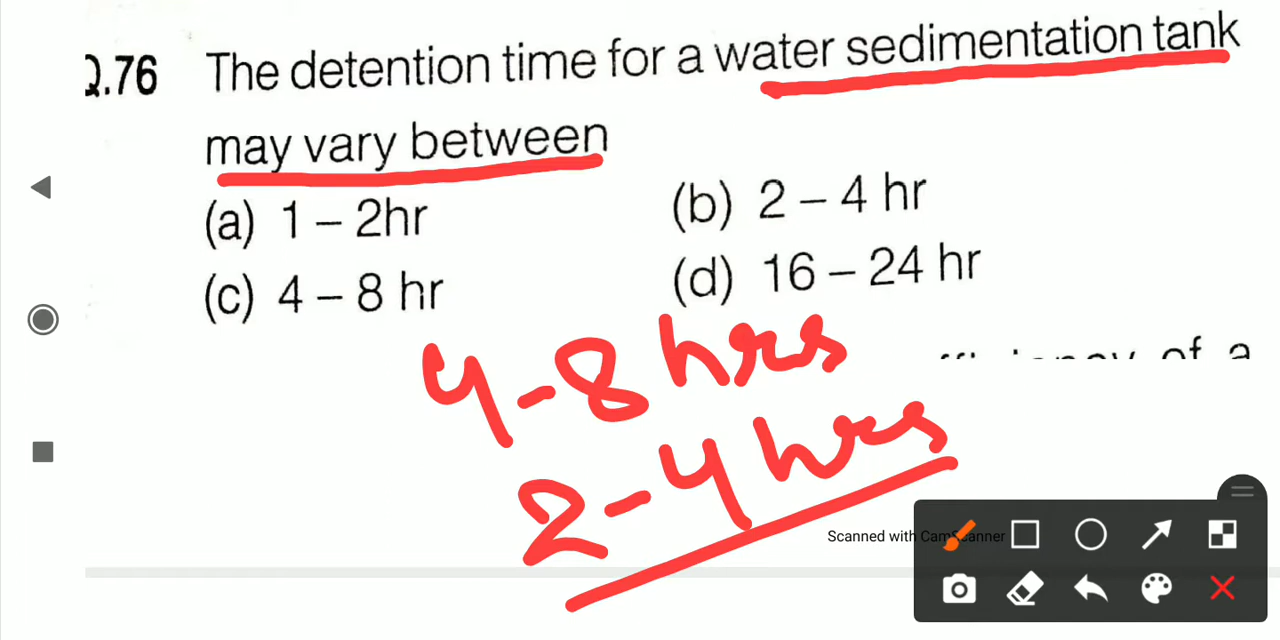 Q.76 The detention time for a water sedimentation tank
may vary between
(a) 1 – 2hr (b) 2 – 4 hr
(c) 4 – 8 hr (d) 16 – 24 hr
4-8 hrs
of a
2-4 hrs
Scanned with CamScanner